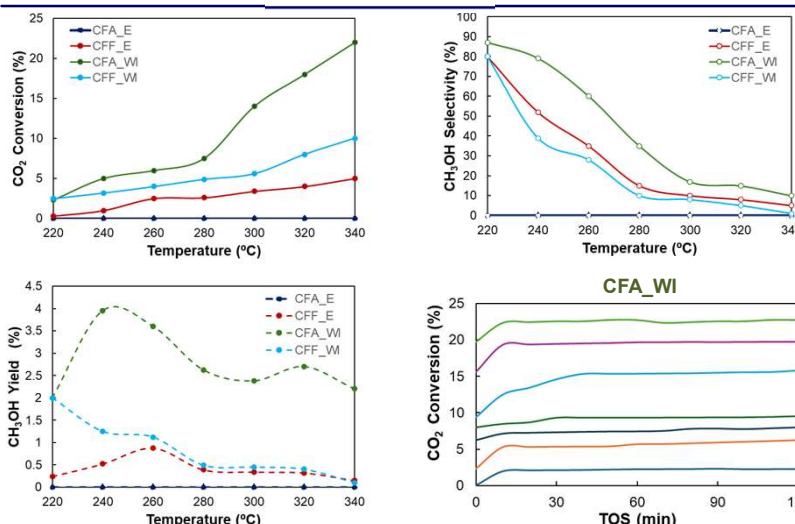 CO₂ Conversion (%)
25
20
15
10
5
0
220 240 260 280 300 320 340
Temperature (ºC)
CFA_E
CFF_E
CFA_WI
CFF_WI
CH₃OH Selectivity (%)
100
90
80
70
60
50
40
30
20
10
0
220 240 260 280 300 320 34
Temperature (ºC)
CFA_E
CFF_E
CFA_WI
CFF_WI
CH₃OH Yield (%)
4.5
4
3.5
3
2.5
2
1.5
1
0.5
0
220 240 260 280 300 320 340
Temperature (ºC)
CFA_E
CFF_E
CFA_WI
CFF_WI
CFA_WI
CO₂ Conversion (%)
25
20
15
10
5
0
0 30 60 90
TOS (min)